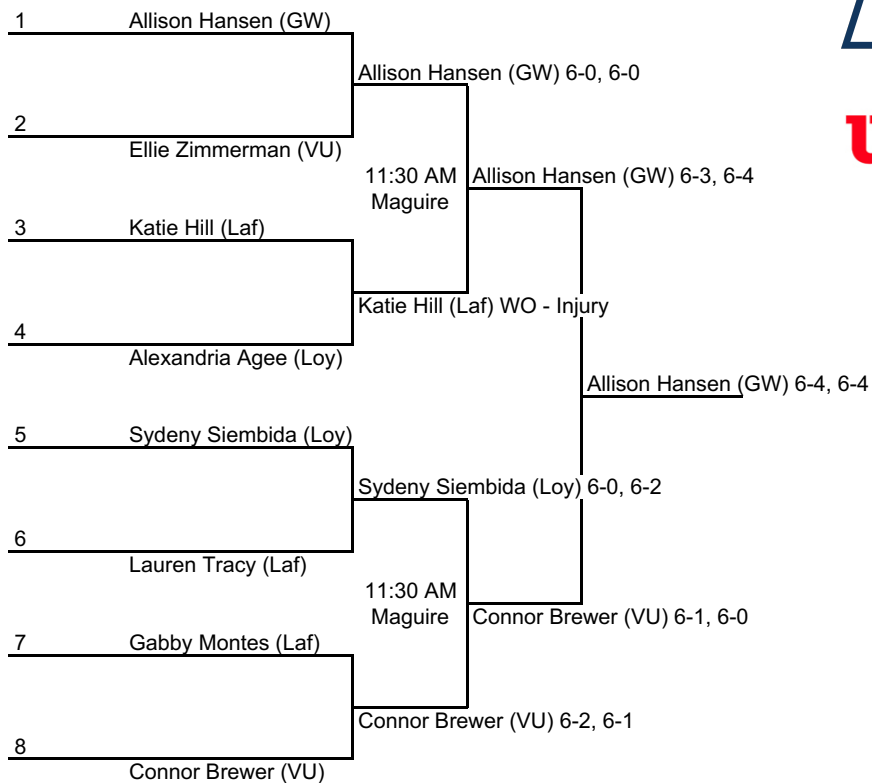 1 Allison Hansen (GW)
Allison Hansen (GW) 6-0, 6-0
2
Ellie Zimmerman (VU)
11:30 AM
Maguire
Allison Hansen (GW) 6-3, 6-4
3 Katie Hill (Laf)
Katie Hill (Laf) WO - Injury
4
Alexandria Agee (Loy)
Allison Hansen (GW) 6-4, 6-4
5 Sydeny Siembida (Loy)
Sydeny Siembida (Loy) 6-0, 6-2
6
Lauren Tracy (Laf)
11:30 AM
Maguire
Connor Brewer (VU) 6-1, 6-0
7 Gabby Montes (Laf)
Connor Brewer (VU) 6-2, 6-1
8
Connor Brewer (VU)